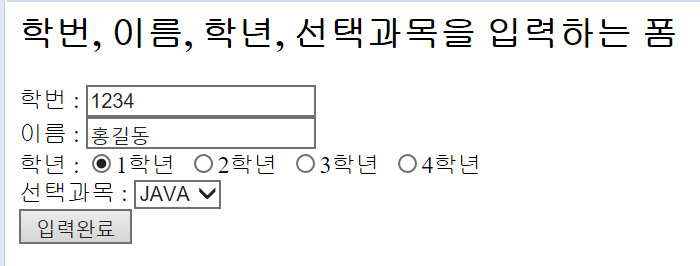 학번, 이름, 학년, 선택과목을 입력하는 폼
학번 : 1234
이름 : 홍길동
학년 : 1학년 2학년 3학년 4학년
선택과목 : JAVA
입력완료